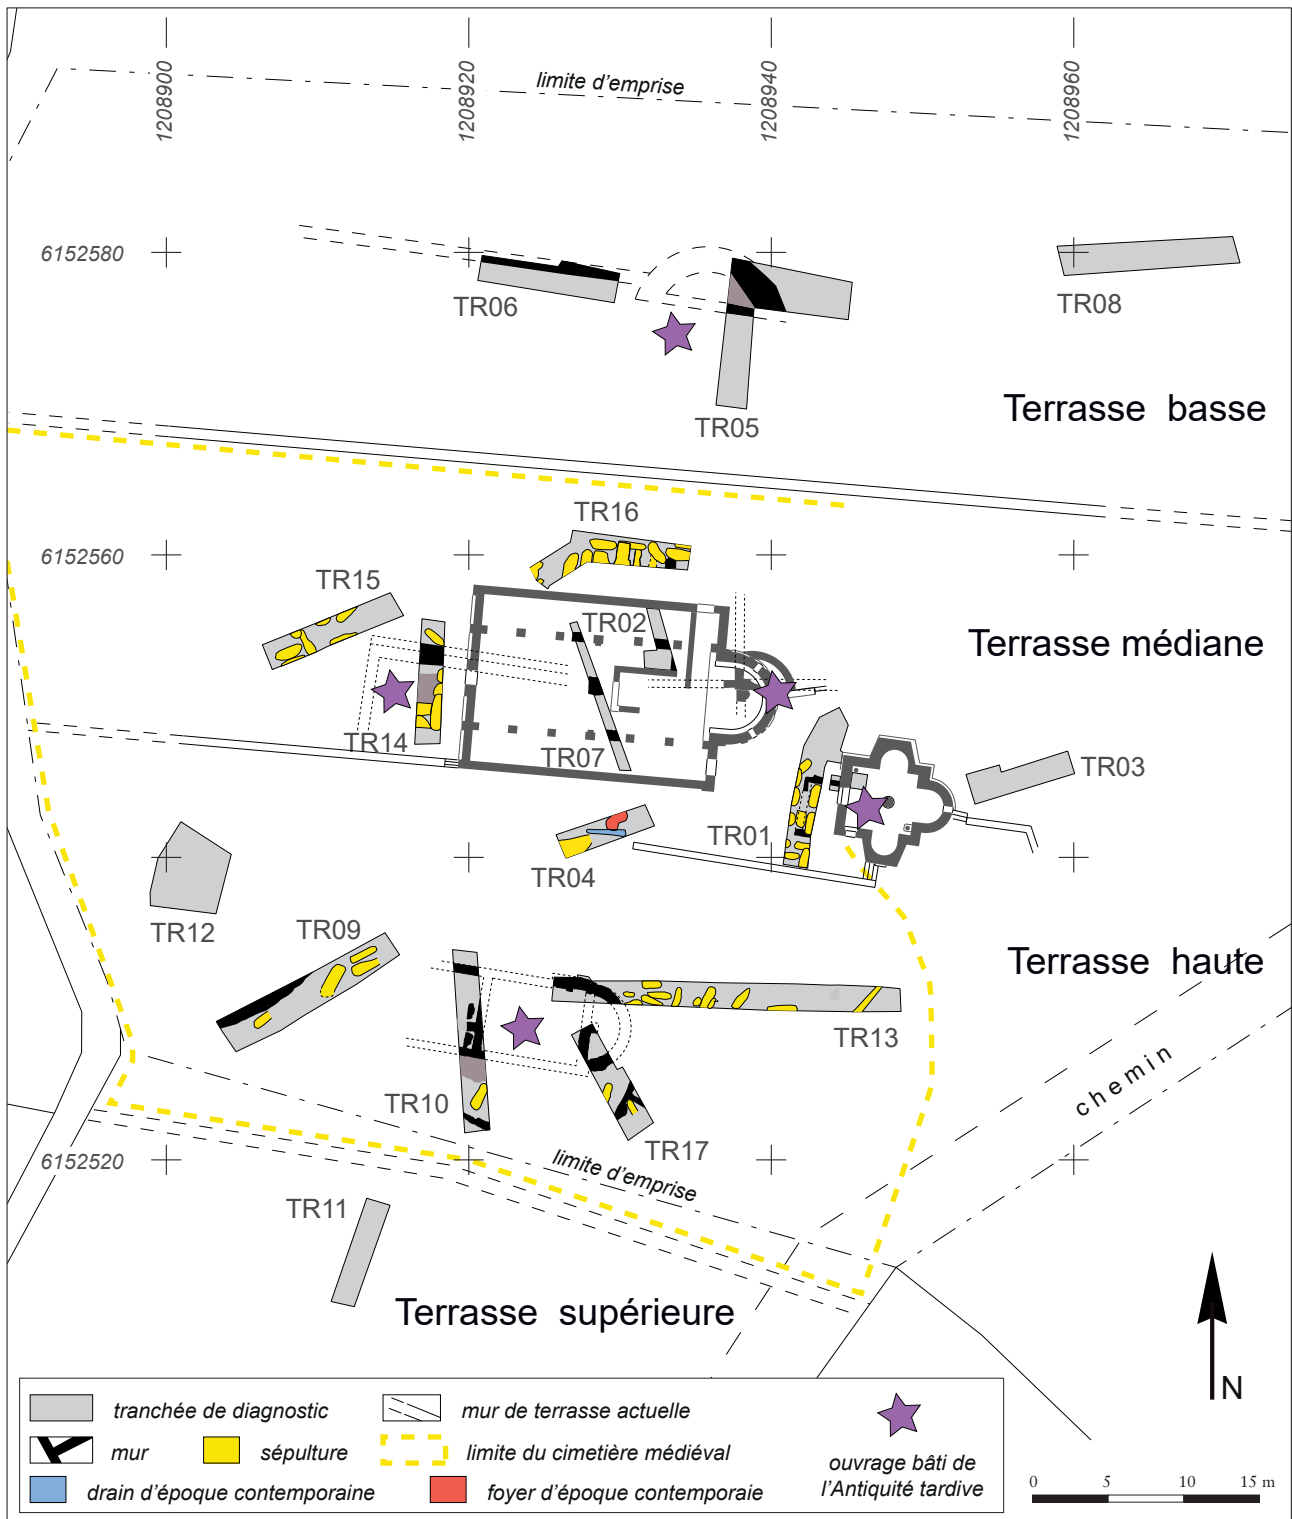 1208900
1208920
1208940
1208960
limite d'emprise
6152580
TR06
TR08
TR05
Terrasse basse
TR16
6152560
TR15
TR02
Terrasse médiane
TR14
TR07
TR03
TR01
TR04
TR12
TR09
Terrasse haute
TR13
chemin
TR10
TR17
6152520
limite d'emprise
TR11
Terrasse supérieure
N
tranchée de diagnostic
mur de terrasse actuelle
mur
sépulture
limite du cimetière médiéval
ouvrage bâti de
l'Antiquité tardive
drain d'époque contemporaine
foyer d'époque contemporaie
0 5 10 15 m